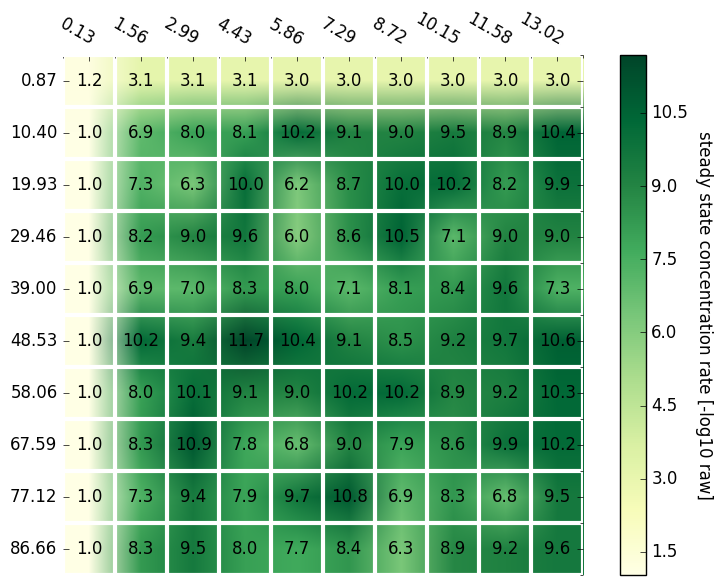 0.13 1.56 2.99 4.43 5.86 7.29 8.72 10.15 11.58 13.02
0.87 1.2 3.1 3.1 3.1 3.0 3.0 3.0 3.0 3.0 3.0
10.40 1.0 6.9 8.0 8.1 10.2 9.1 9.0 9.5 8.9 10.4
19.93 1.0 7.3 6.3 10.0 6.2 8.7 10.0 10.2 8.2 9.9
29.46 1.0 8.2 9.0 9.6 6.0 8.6 10.5 7.1 9.0 9.0
39.00 1.0 6.9 7.0 8.3 8.0 7.1 8.1 8.4 9.6 7.3
48.53 1.0 10.2 9.4 11.7 10.4 9.1 8.5 9.2 9.7 10.6
58.06 1.0 8.0 10.1 9.1 9.0 10.2 10.2 8.9 9.2 10.3
67.59 1.0 8.3 10.9 7.8 6.8 9.0 7.9 8.6 9.9 10.2
77.12 1.0 7.3 9.4 7.9 9.7 10.8 6.9 8.3 6.8 9.5
86.66 1.0 8.3 9.5 8.0 7.7 8.4 6.3 8.9 9.2 9.6
10.5
9.0
7.5
6.0
4.5
3.0
1.5
steady state concentration rate [-log10 raw]